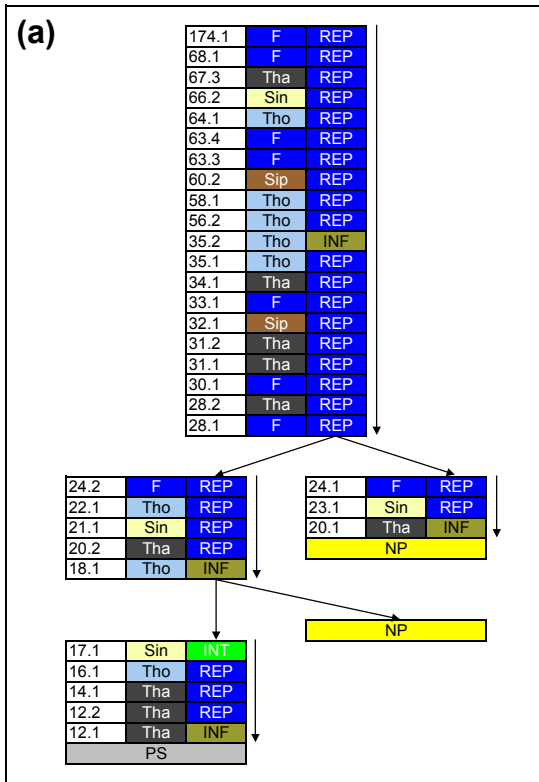 (a)
174.1 F REP
68.1 F REP
67.3 Tha REP
66.2 Sin REP
64.1 Tho REP
63.4 F REP
63.3 F REP
60.2 Sip REP
58.1 Tho REP
56.2 Tho REP
35.2 Tho INF
35.1 Tho REP
34.1 Tha REP
33.1 F REP
32.1 Sip REP
31.2 Tha REP
31.1 Tha REP
30.1 F REP
28.2 Tha REP
28.1 F REP
24.2 F REP
22.1 Tho REP
21.1 Sin REP
20.2 Tha REP
18.1 Tho INF
24.1 F REP
23.1 Sin REP
20.1 Tha INF
NP
NP
17.1 Sin INT
16.1 Tho REP
14.1 Tha REP
12.2 Tha REP
12.1 Tha INF
PS